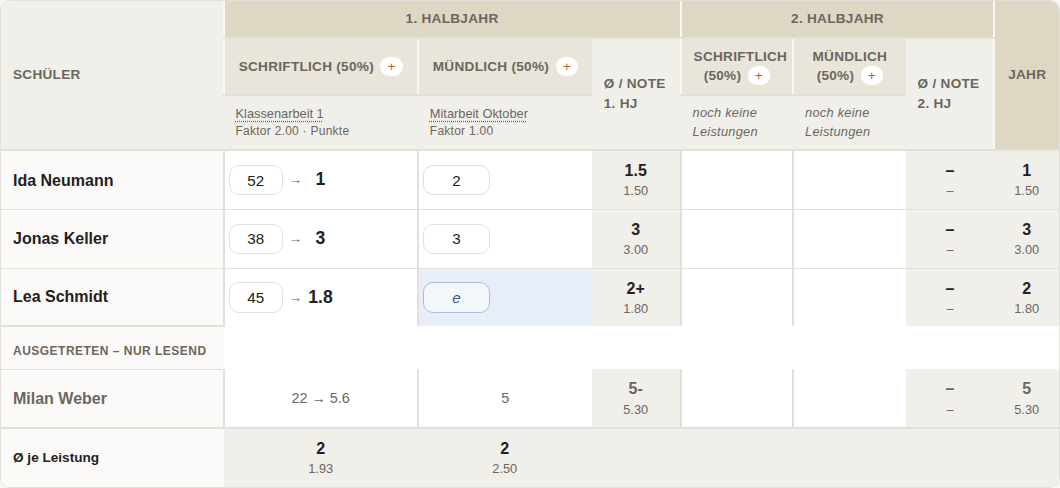 1. HALBJAHR 2. HALBJAHR
SCHÜLER SCHRIFTLICH (50%) + MÜNDLICH (50%) + Ø / NOTE 1. HJ SCHRIFTLICH (50%) + MÜNDLICH (50%) + Ø / NOTE 2. HJ JAHR
Klassenarbeit 1 Mitarbeit Oktober noch keine Leistungen noch keine Leistungen
Faktor 2.00 · Punkte Faktor 1.00
Ida Neumann 52 → 1 2 1.5 – 1
1.50 – 1.50
Jonas Keller 38 → 3 3 3 – 3
3.00 – 3.00
Lea Schmidt 45 → 1.8 e 2+ – 2
1.80 – 1.80
AUSGETRETEN – NUR LESEND
Milan Weber 22 → 5.6 5 5- – 5
5.30 – 5.30
Ø je Leistung 2 2
1.93 2.50